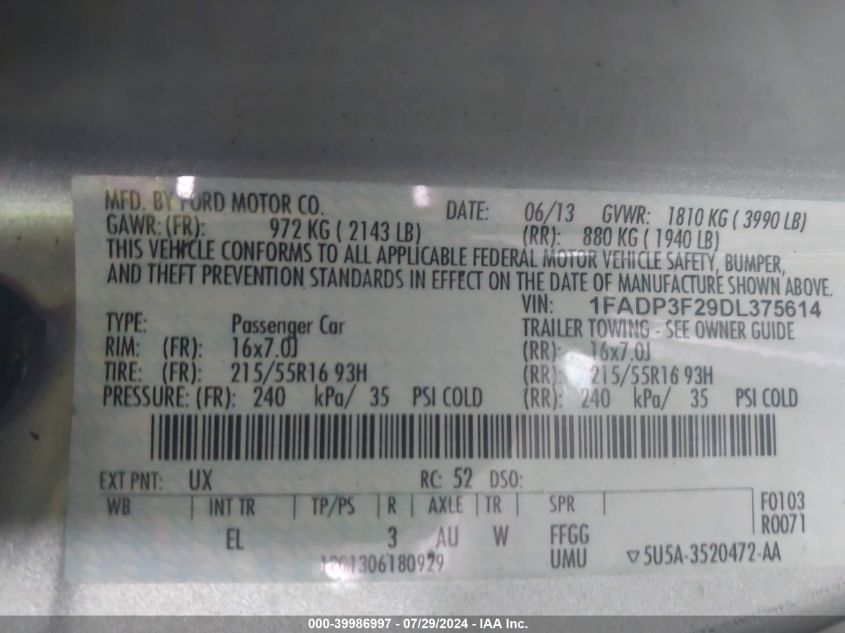 MFD. BY FORD MOTOR CO. DATE: 06/13 GVWR: 1810 KG ( 3990 LB)
GAWR: (FR): 972 KG ( 2143 LB) (RR): 880 KG ( 1940 LB)
THIS VEHICLE CONFORMS TO ALL APPLICABLE FEDERAL MOTOR VEHICLE SAFETY, BUMPER,
AND THEFT PREVENTION STANDARDS IN EFFECT ON THE DATE OF MANUFACTURE SHOWN ABOVE.
VIN: 1FADP3F29DL375614
TYPE: Passenger Car TRAILER TOWING - SEE OWNER GUIDE
RIM: (FR): 16x7.0J (RR): 16x7.0J
TIRE: (FR): 215/55R16 93H (RR): 215/55R16 93H
PRESSURE: (FR): 240 kPa/ 35 PSI COLD (RR): 240 kPa/ 35 PSI COLD
EXT PNT: UX RC: 52 DSO:
WB | INT TR | TP/PS | R | AXLE | TR | SPR | F0103
R0071
EL 3 AU W FFGG
UMU ▽ 5U5A-3520472-AA
000-39986997 - 07/29/2024 - IAA Inc.